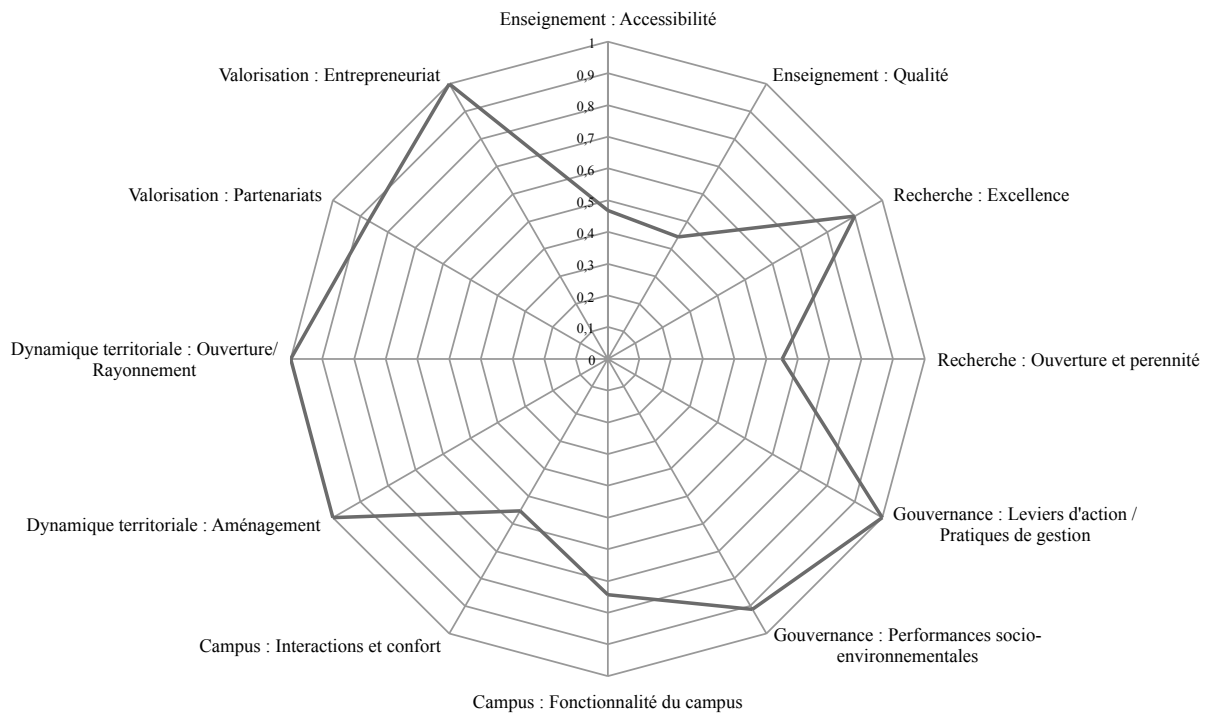 Enseignement : Accessibilité
Enseignement : Qualité
Recherche : Excellence
Recherche : Ouverture et perennité
Gouvernance : Leviers d'action /
Pratiques de gestion
Gouvernance : Performances socio-
environnementales
Campus : Fonctionnalité du campus
Campus : Interactions et confort
Dynamique territoriale : Aménagement
Dynamique territoriale : Ouverture/
Rayonnement
Valorisation : Partenariats
Valorisation : Entrepreneuriat
1
0,9
0,8
0,7
0,6
0,5
0,4
0,3
0,2
0,1
0